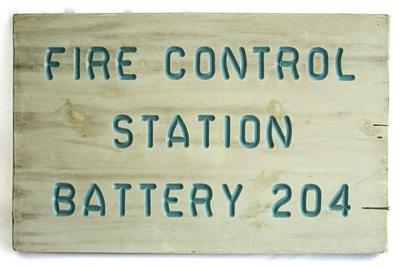 FIRE CONTROL
STATION
BATTERY 204